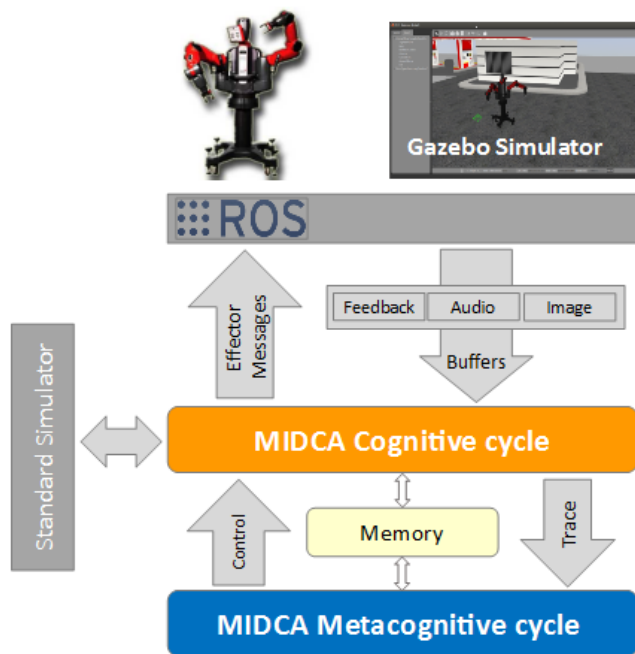 Gazebo Simulator
ROS
Effector
Messages
Feedback
Audio
Image
Buffers
Standard Simulator
MIDCA Cognitive cycle
Control
Memory
Trace
MIDCA Metacognitive cycle